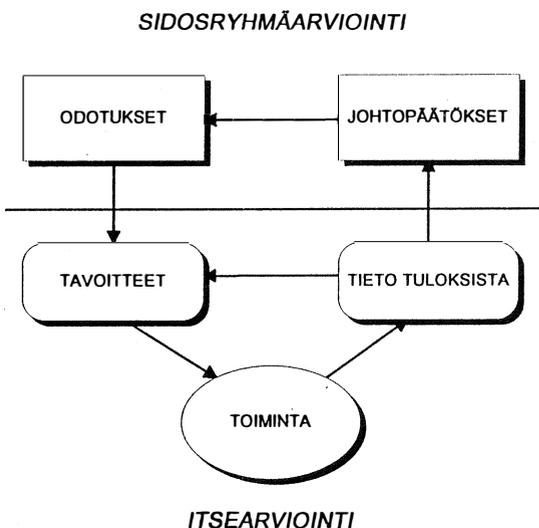 SIDOSRYHMÄARVIOINTI
ODOTUKSET
JOHTOPÄÄTÖKSET
TAVOITTEET
TIETO TULOKSISTA
TOIMINTA
ITSEARVIOINTI